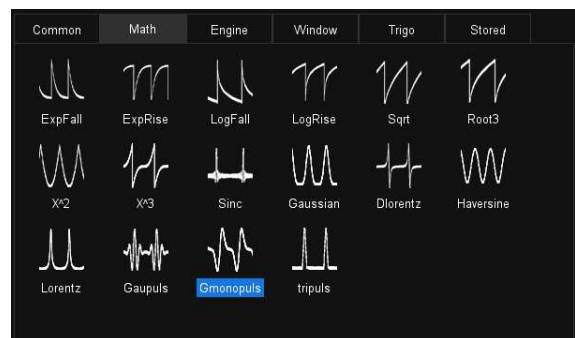 Common Math Engine Window Trigo Stored
ExpFall ExpRise LogFall LogRise Sqrt Root3
X^2 X^3 Sinc Gaussian Dlorentz Haversine
Lorentz Gaupuls Gmonopuls tripuls